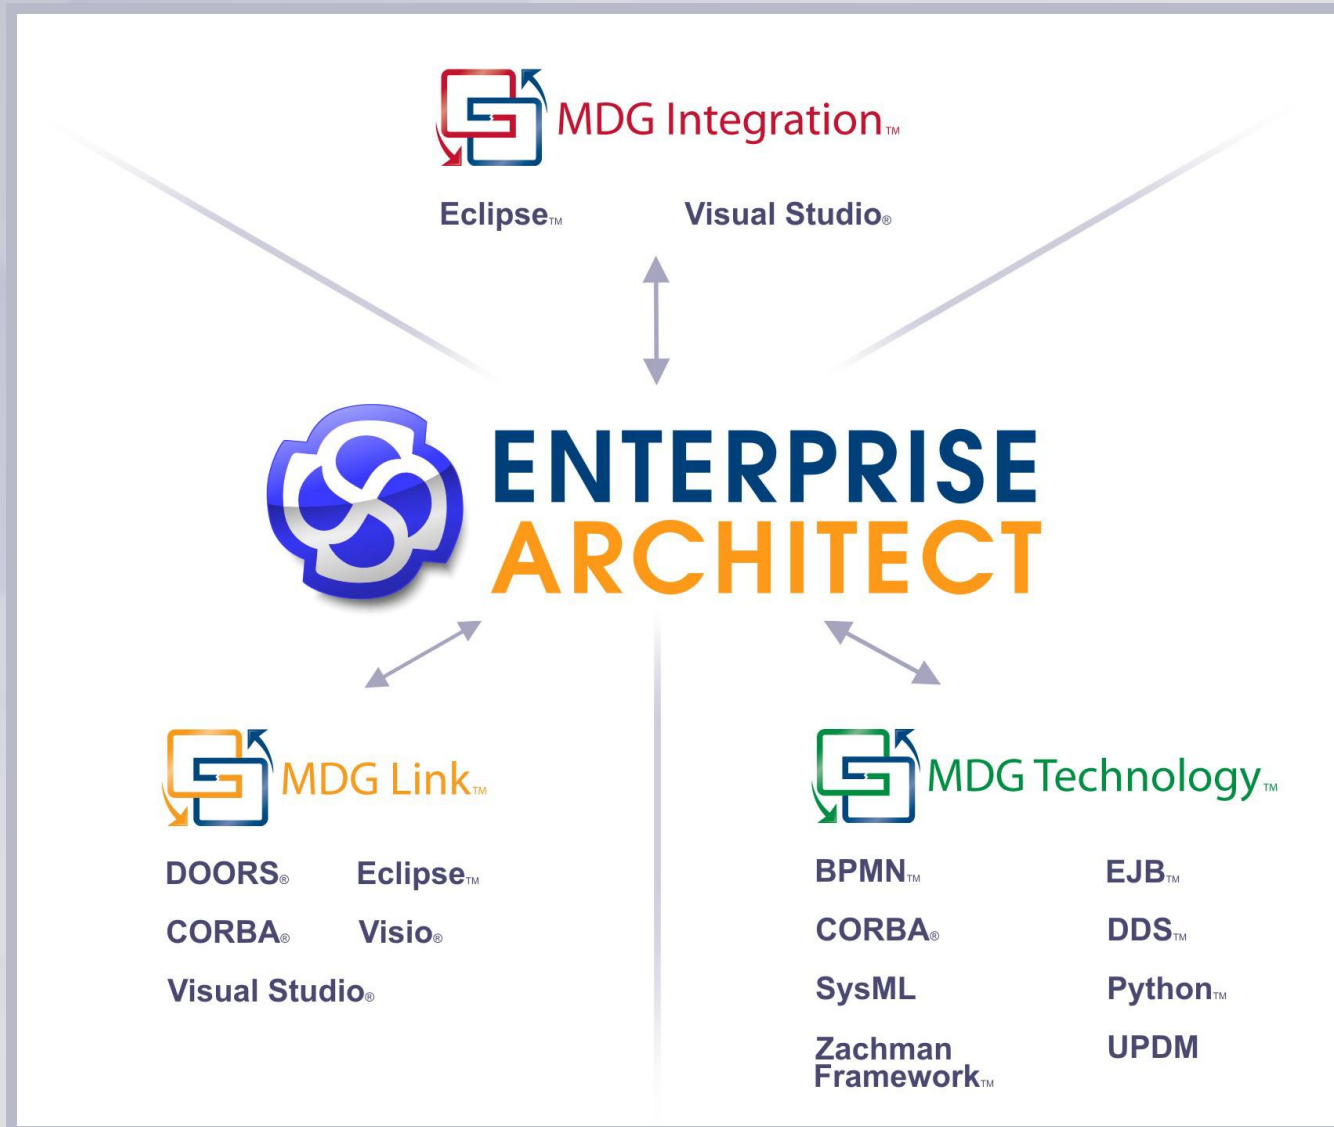 MDG Integration™
Eclipse™ Visual Studio®
ENTERPRISE
ARCHITECT
MDG Link™
DOORS® Eclipse™
CORBA® Visio®
Visual Studio®
MDG Technology™
BPMN™ EJB™
CORBA® DDS™
SysML Python™
Zachman UPDM
Framework™